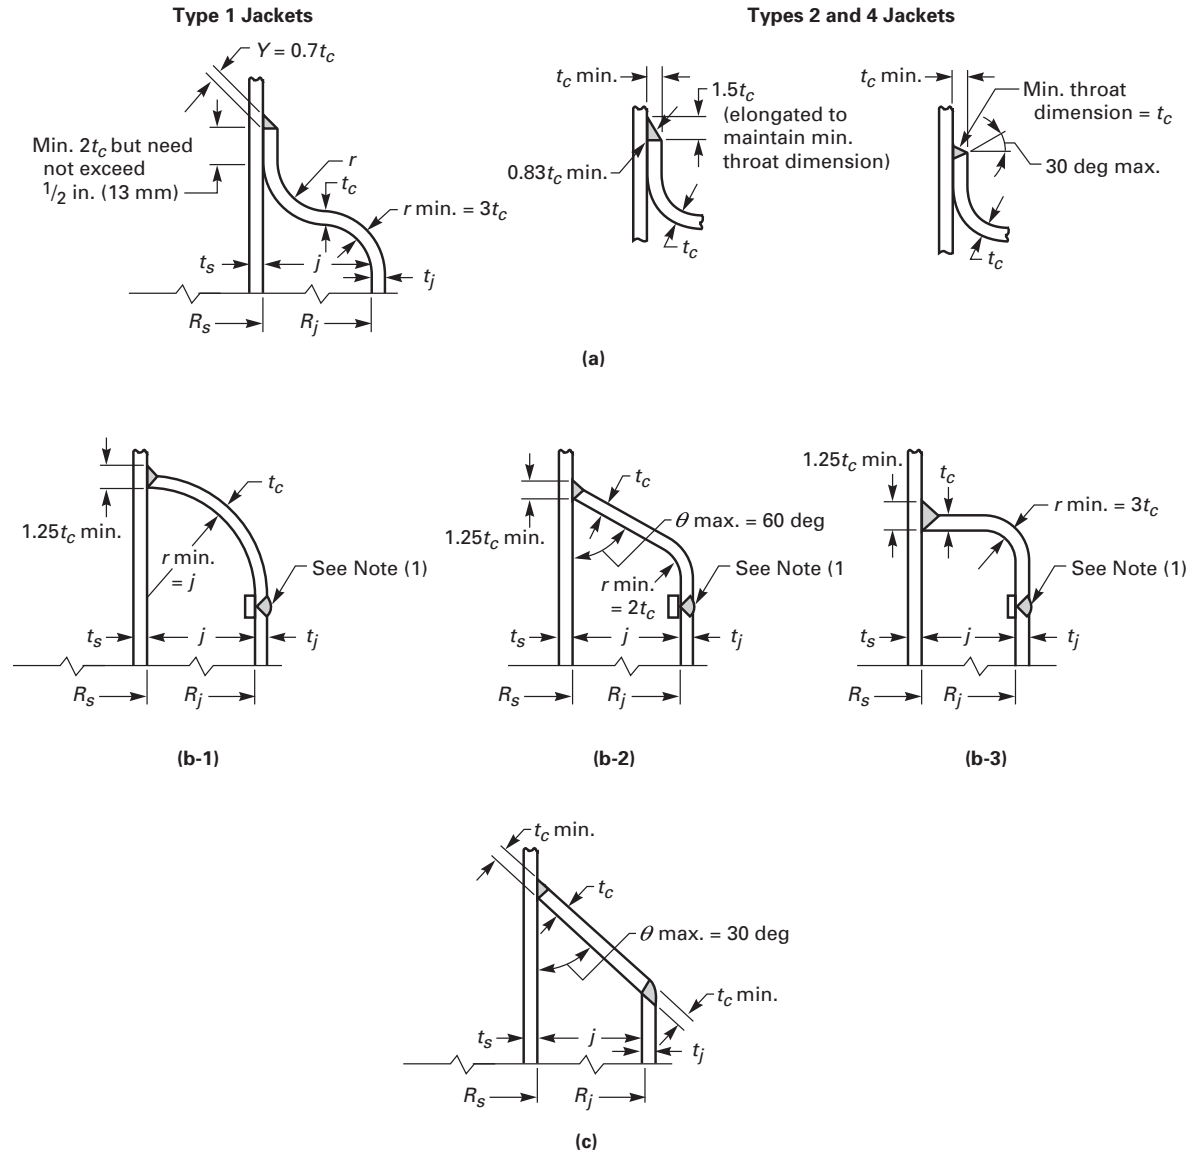 Type 1 Jackets
Types 2 and 4 Jackets
Y = 0.7tc
Min. 2tc but need
not exceed
1/2 in. (13 mm)
r
tc
r min. = 3tc
ts
j
tj
Rs
Rj
tc min.
1.5tc
(elongated to
maintain min.
throat dimension)
0.83tc min.
tc
tc min.
Min. throat
dimension = tc
30 deg max.
tc
(a)
1.25tc min.
tc
r min.
= j
See Note (1)
ts
j
tj
Rs
Rj
(b-1)
tc
1.25tc min.
θ max. = 60 deg
r min.
= 2tc
See Note (1
ts
j
tj
Rs
Rj
(b-2)
1.25tc min.
tc
r min. = 3tc
See Note (1)
ts
j
tj
Rs
Rj
(b-3)
tc min.
tc
θ max. = 30 deg
tc min.
ts
j
tj
Rs
Rj
(c)